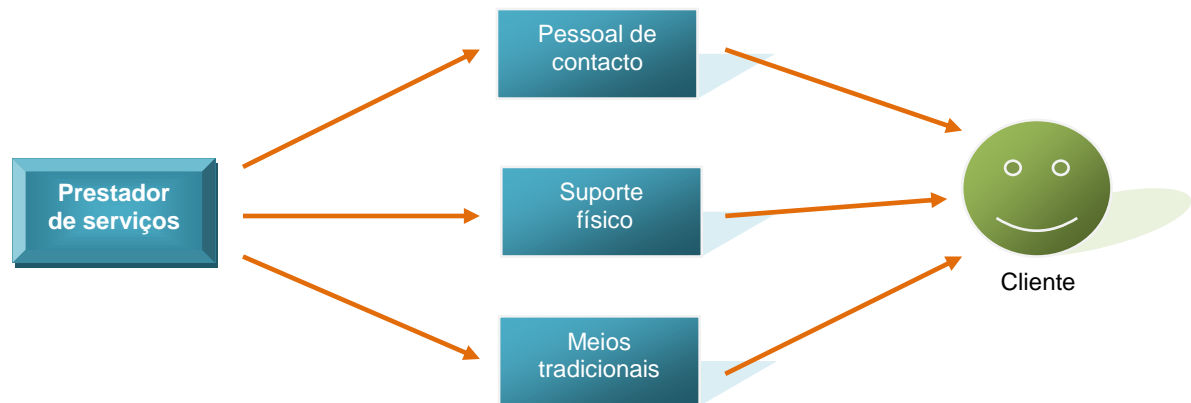 Pessoal de
contacto
Prestador
de serviços
Suporte
físico
Cliente
Meios
tradicionais